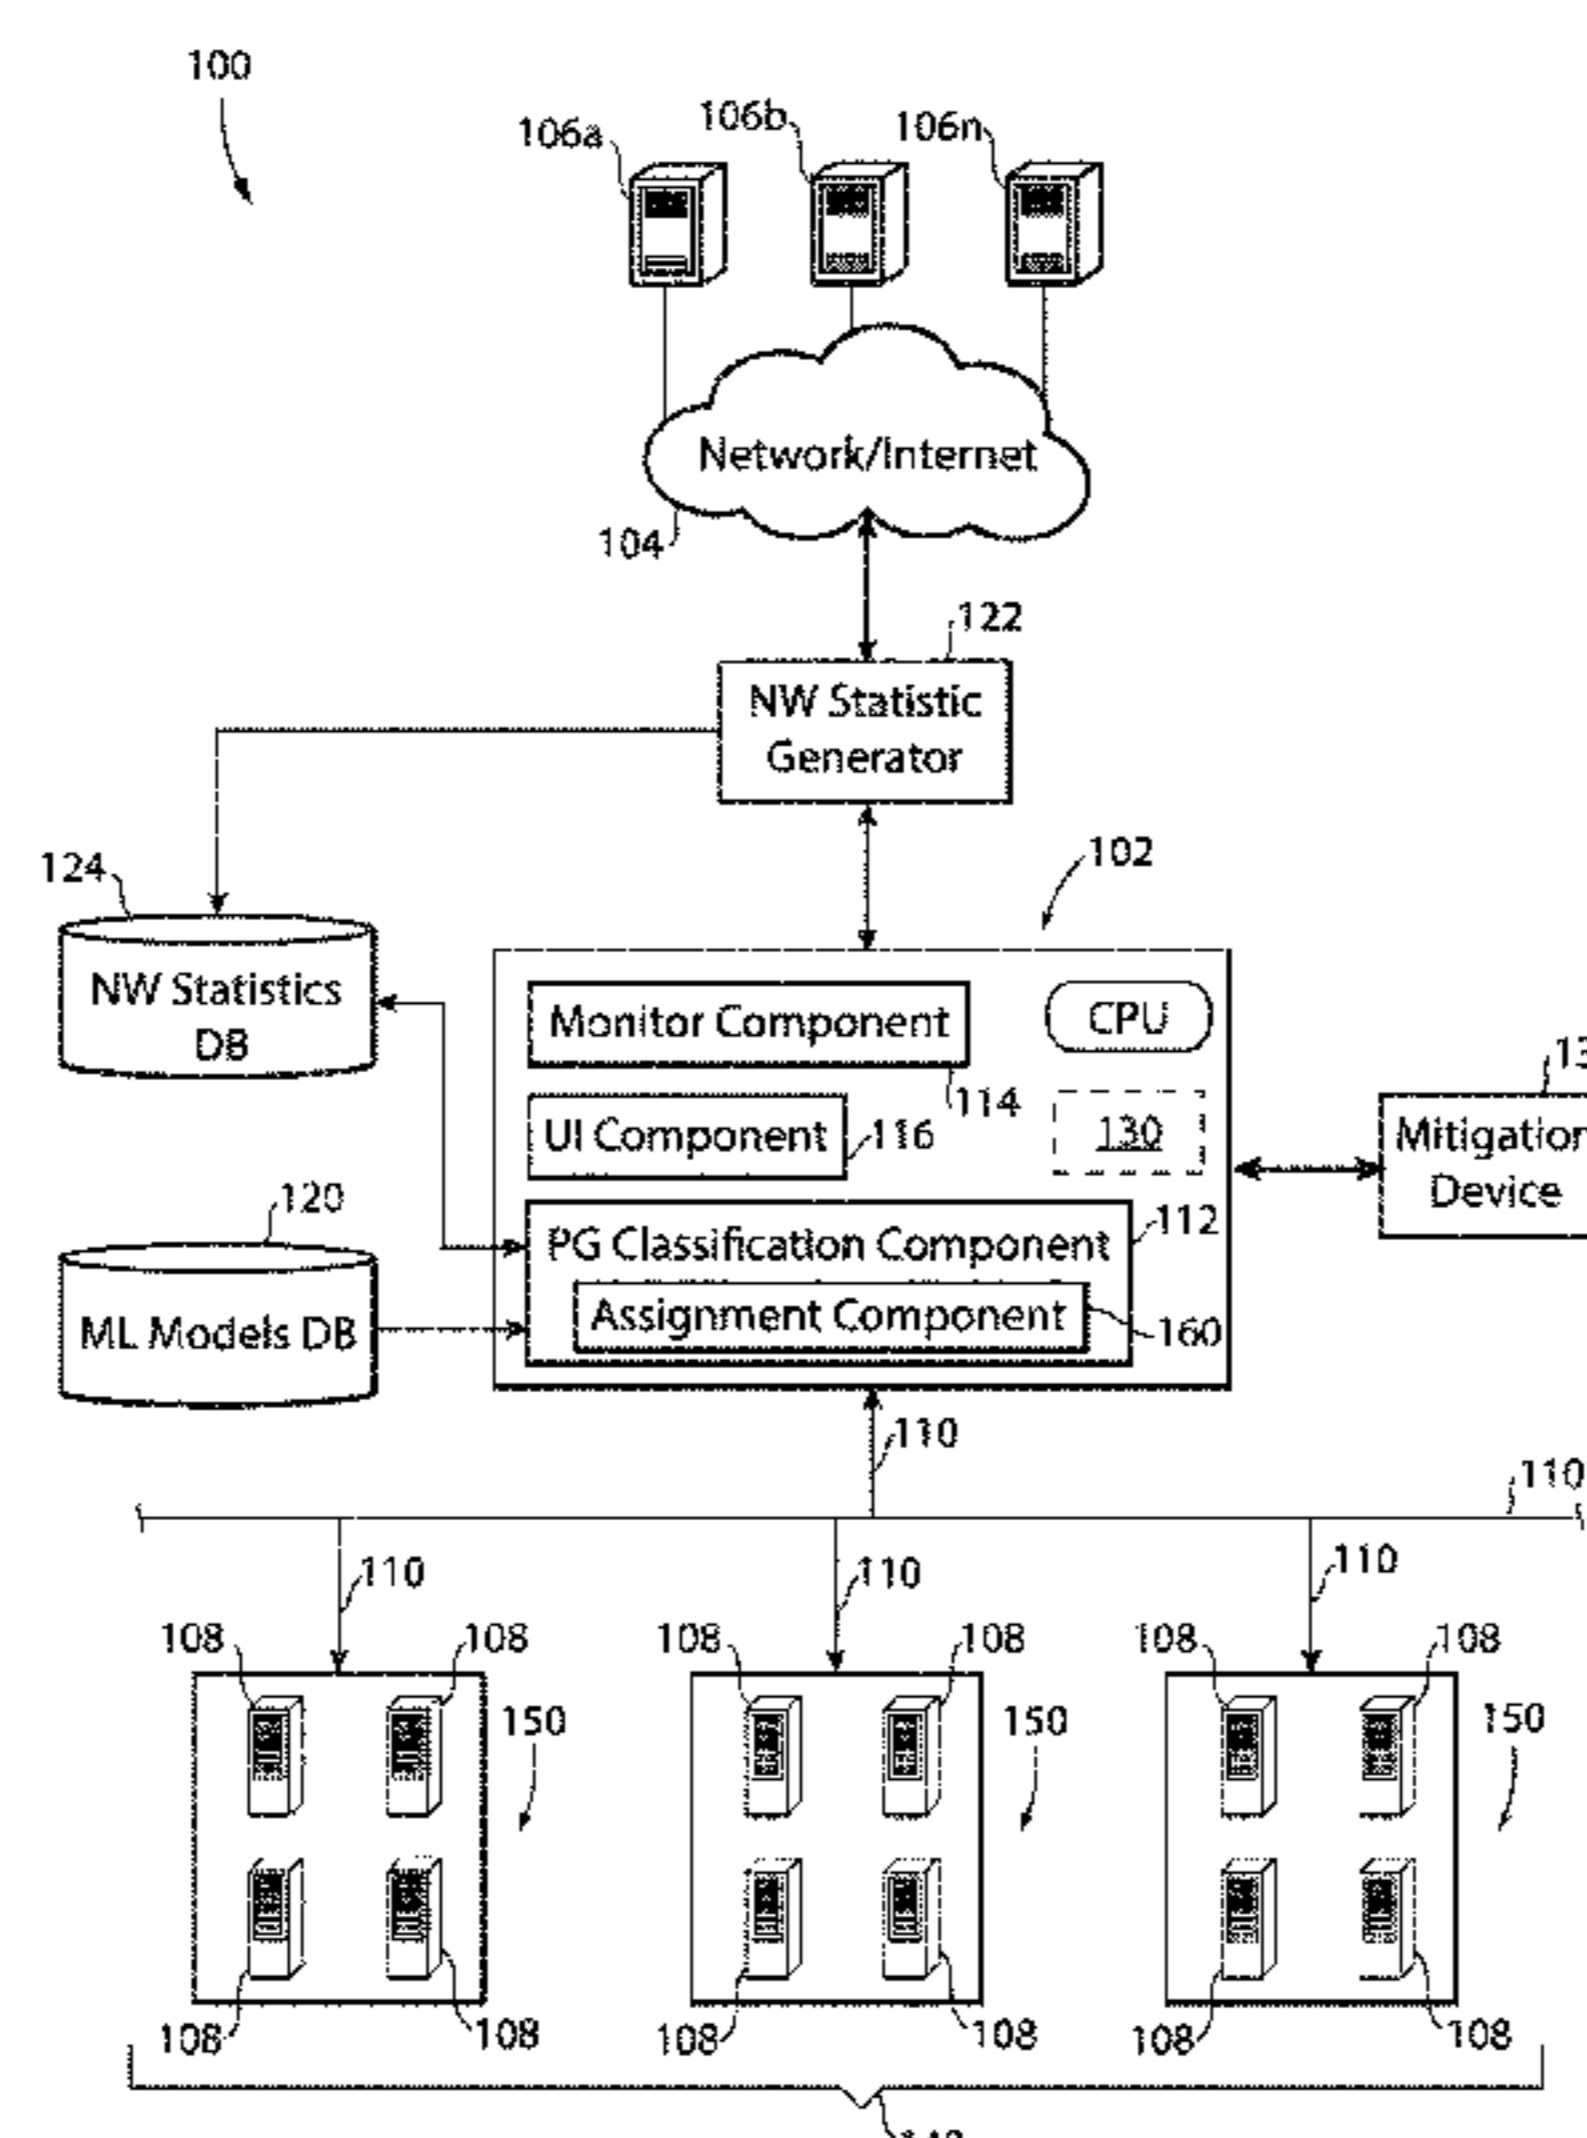 100
106a
106b
106n
Network/Internet
104
122
NW Statistic
Generator
102
124
NW Statistics
DB
Monitor Component
CPU
114
UI Component
116
130
Mitigation
Device
120
ML Models DB
PG Classification Component
112
Assignment Component
160
110
110
110
110
110
108
108
108
108
108
108
150
150
150
108
108
108
108
108
108